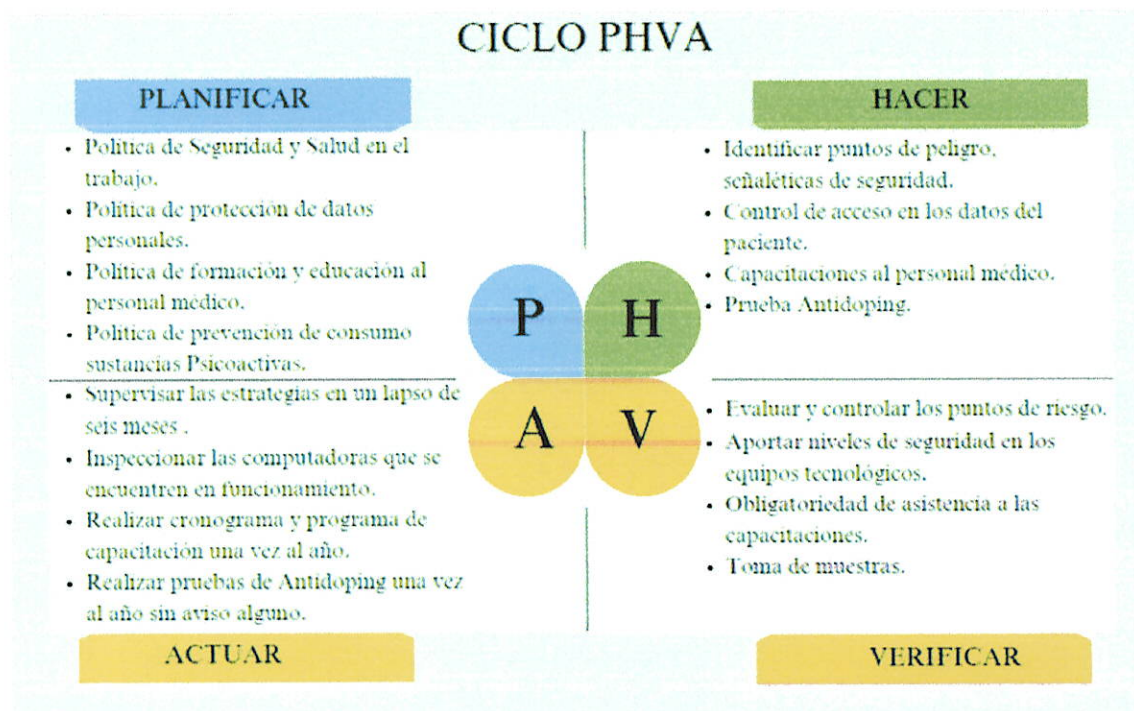 CICLO PHVA
PLANIFICAR
• Política de Seguridad y Salud en el
trabajo.
• Política de protección de datos
personales.
• Política de formación y educación al
personal médico.
• Política de prevención de consumo
sustancias Psicoactivas.
HACER
• Identificar puntos de peligro,
señaléticas de seguridad.
• Control de acceso en los datos del
paciente.
• Capacitaciones al personal médico.
• Prueba Antidoping.
P
H
A
V
• Supervisar las estrategias en un lapso de
seis meses .
• Inspeccionar las computadoras que se
encuentren en funcionamiento.
• Realizar cronograma y programa de
capacitación una vez al año.
• Realizar pruebas de Antidoping una vez
al año sin aviso alguno.
ACTUAR
• Evaluar y controlar los puntos de riesgo.
• Aportar niveles de seguridad en los
equipos tecnológicos.
• Obligatoriedad de asistencia a las
capacitaciones.
• Toma de muestras.
VERIFICAR